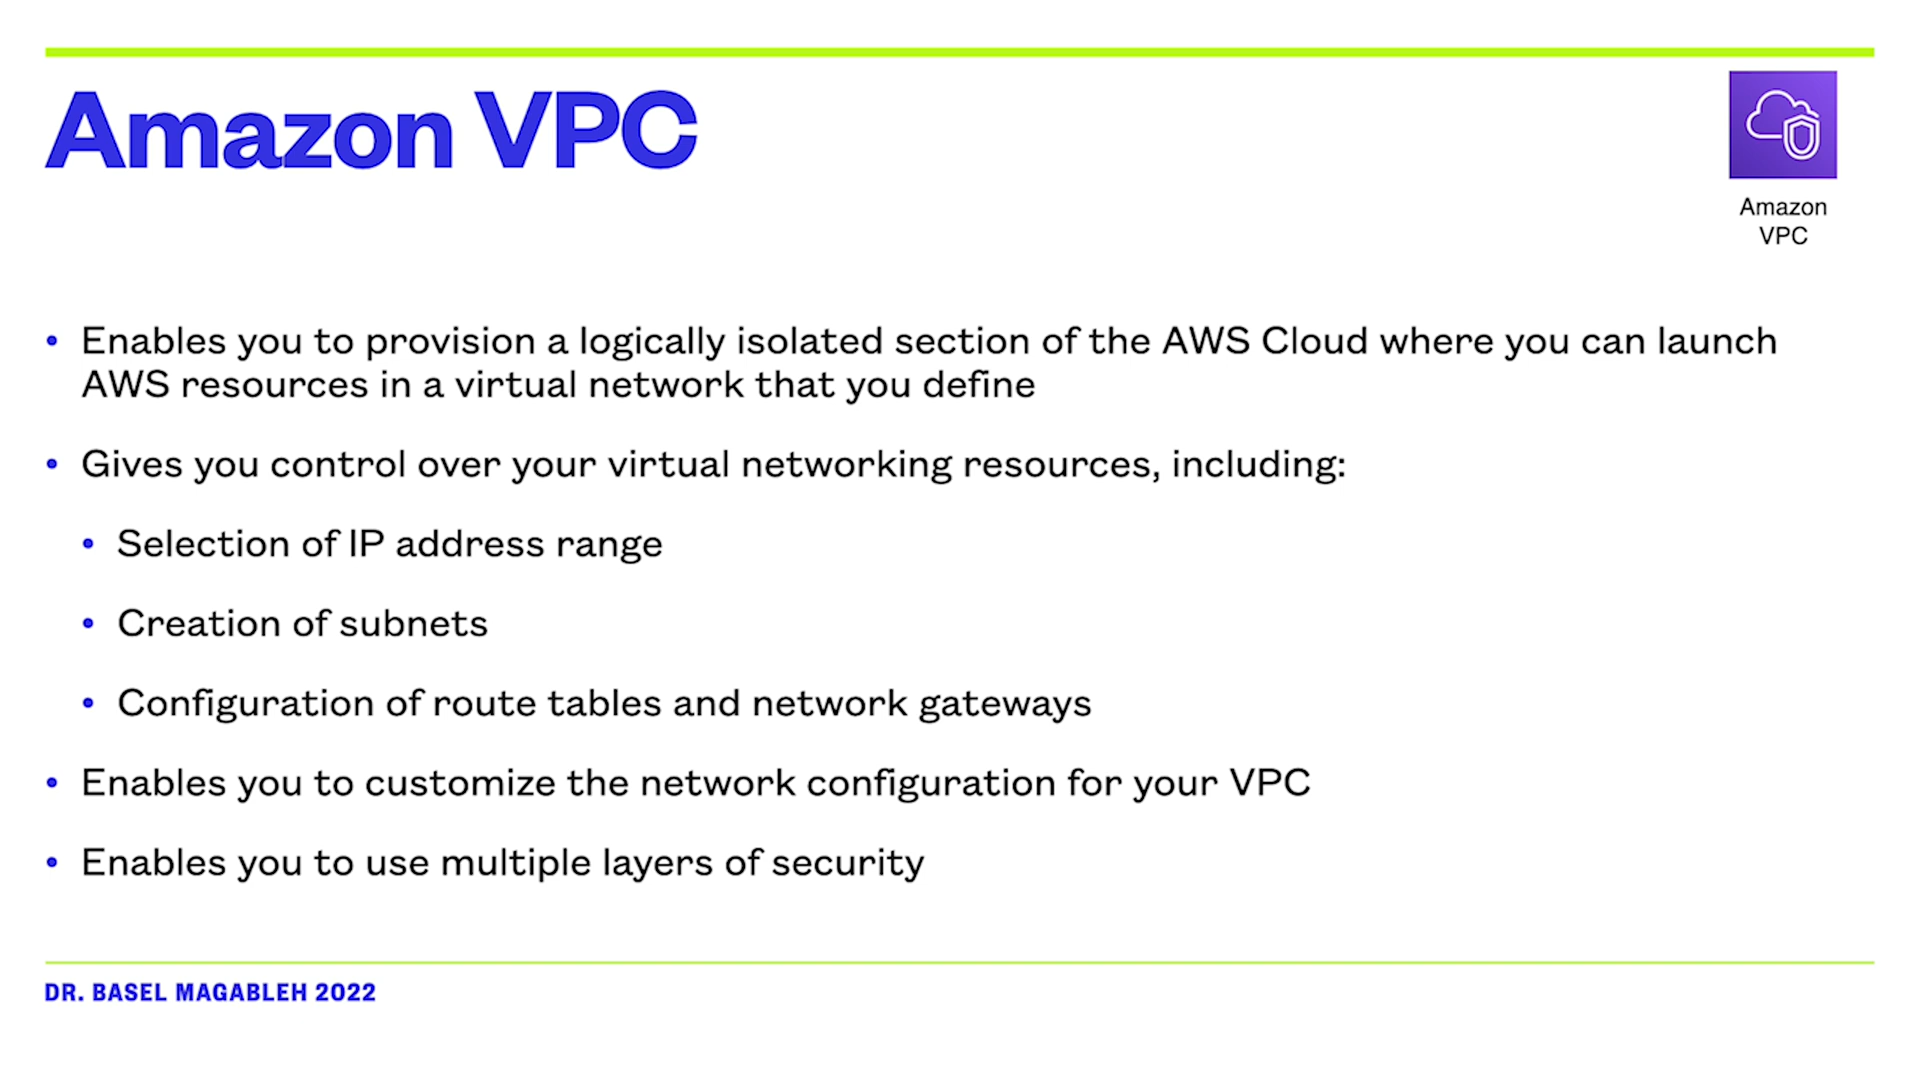 Amazon VPC
Amazon
VPC
• Enables you to provision a logically isolated section of the AWS Cloud where you can launch
AWS resources in a virtual network that you define
• Gives you control over your virtual networking resources, including:
• Selection of IP address range
• Creation of subnets
• Configuration of route tables and network gateways
• Enables you to customize the network configuration for your VPC
• Enables you to use multiple layers of security
DR. BASEL MAGABLEH 2022